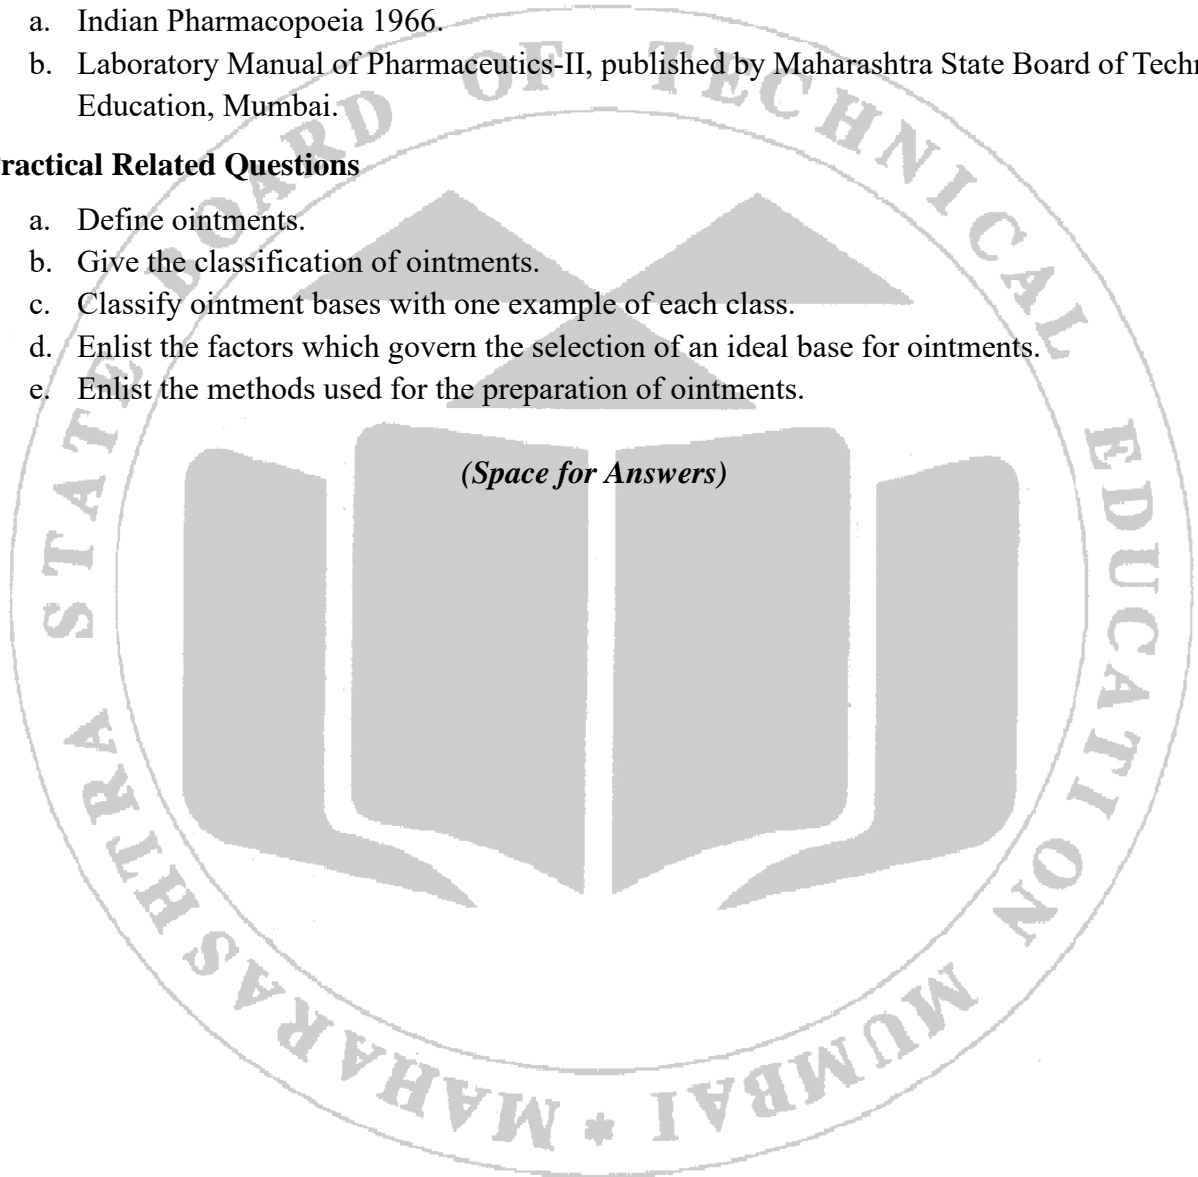 a. Indian Pharmacopoeia 1966.
b. Laboratory Manual of Pharmaceutics-II, published by Maharashtra State Board of Techn
Education, Mumbai.
ractical Related Questions
a. Define ointments.
b. Give the classification of ointments.
c. Classify ointment bases with one example of each class.
d. Enlist the factors which govern the selection of an ideal base for ointments.
e. Enlist the methods used for the preparation of ointments.
(Space for Answers)
MAHARASHTRA STATE BOARD OF TECHNICAL EDUCATION MUMBAI *